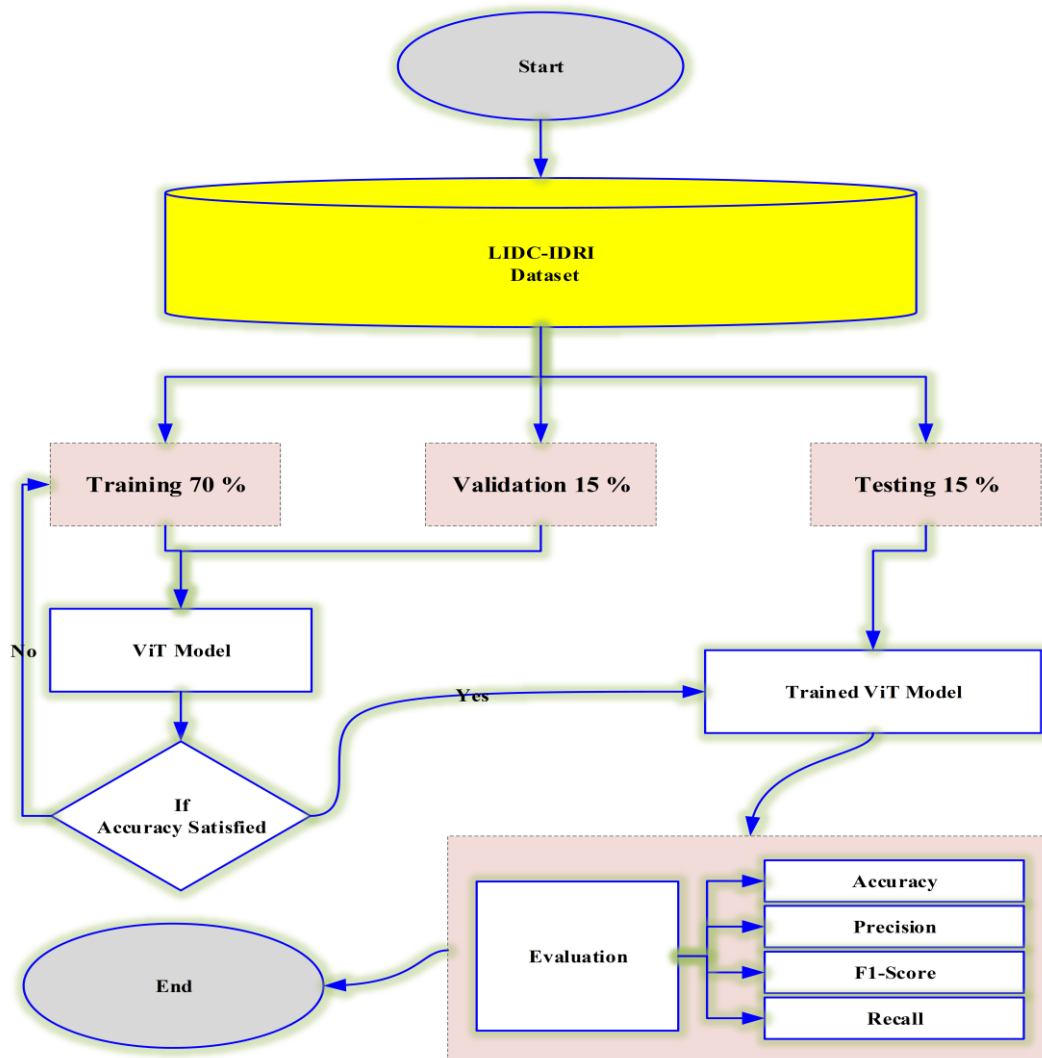 Start
LIDC-IDRI
Dataset
Training 70 %
Validation 15 %
Testing 15 %
No
ViT Model
Yes
Trained ViT Model
If
Accuracy Satisfied
Evaluation
Accuracy
Precision
F1-Score
Recall
End